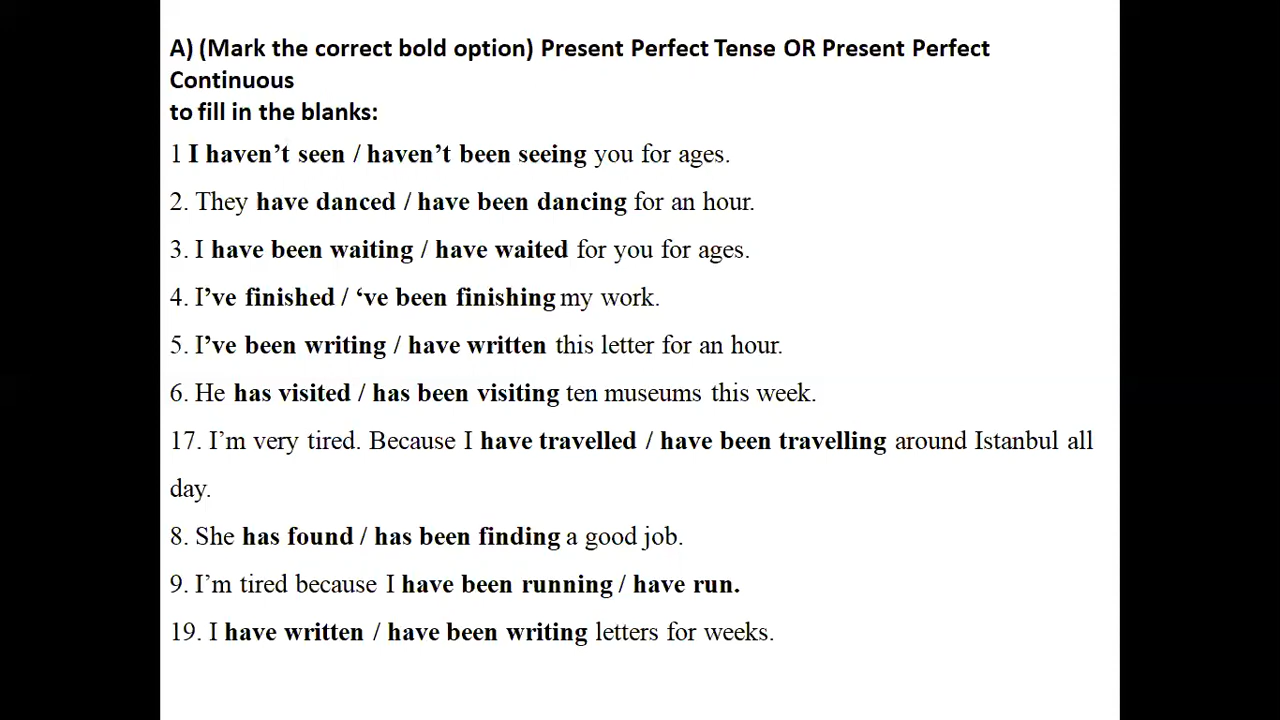 A) (Mark the correct bold option) Present Perfect Tense OR Present Perfect
Continuous
to fill in the blanks:
1 I haven’t seen / haven’t been seeing you for ages.
2. They have danced / have been dancing for an hour.
3. I have been waiting / have waited for you for ages.
4. I’ve finished / ‘ve been finishing my work.
5. I’ve been writing / have written this letter for an hour.
6. He has visited / has been visiting ten museums this week.
17. I’m very tired. Because I have travelled / have been travelling around Istanbul all
day.
8. She has found / has been finding a good job.
9. I’m tired because I have been running / have run.
19. I have written / have been writing letters for weeks.